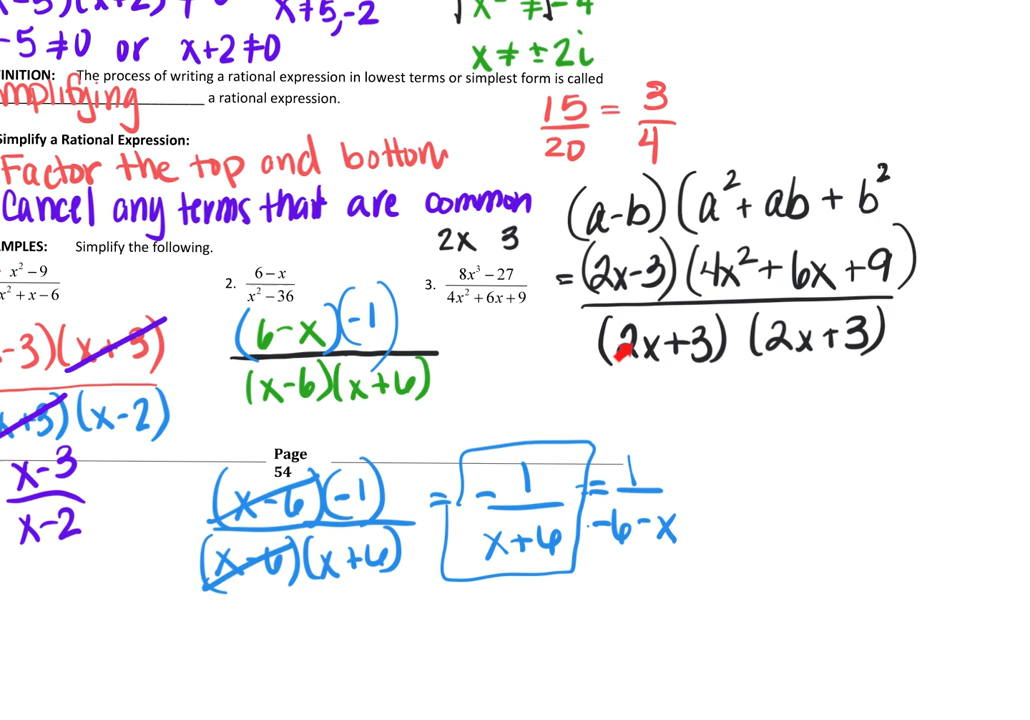 x≠5,-2
-5≠0 or x+2≠0
x≠±2i
INITION: The process of writing a rational expression in lowest terms or simplest form is called
mplifying __________ a rational expression.
15/20 = 3/4
Simplify a Rational Expression:
Factor the top and bottom
Cancel any terms that are common
(a-b)(a²+ab+b²
2x 3
MPLES: Simplify the following.
x²-9 / x²+x-6
2. 6-x / x²-36
3. 8x³-27 / 4x²+6x+9
=(2x-3)(4x²+6x+9) / (2x+3)(2x+3)
-3)(x+3) / x+3)(x-2)
(6-x)(-1) / (x-6)(x+6)
x-3 / x-2
Page
54
(x-6)(-1) / (x-6)(x+6) = -1/x+6 = 1/-6-x